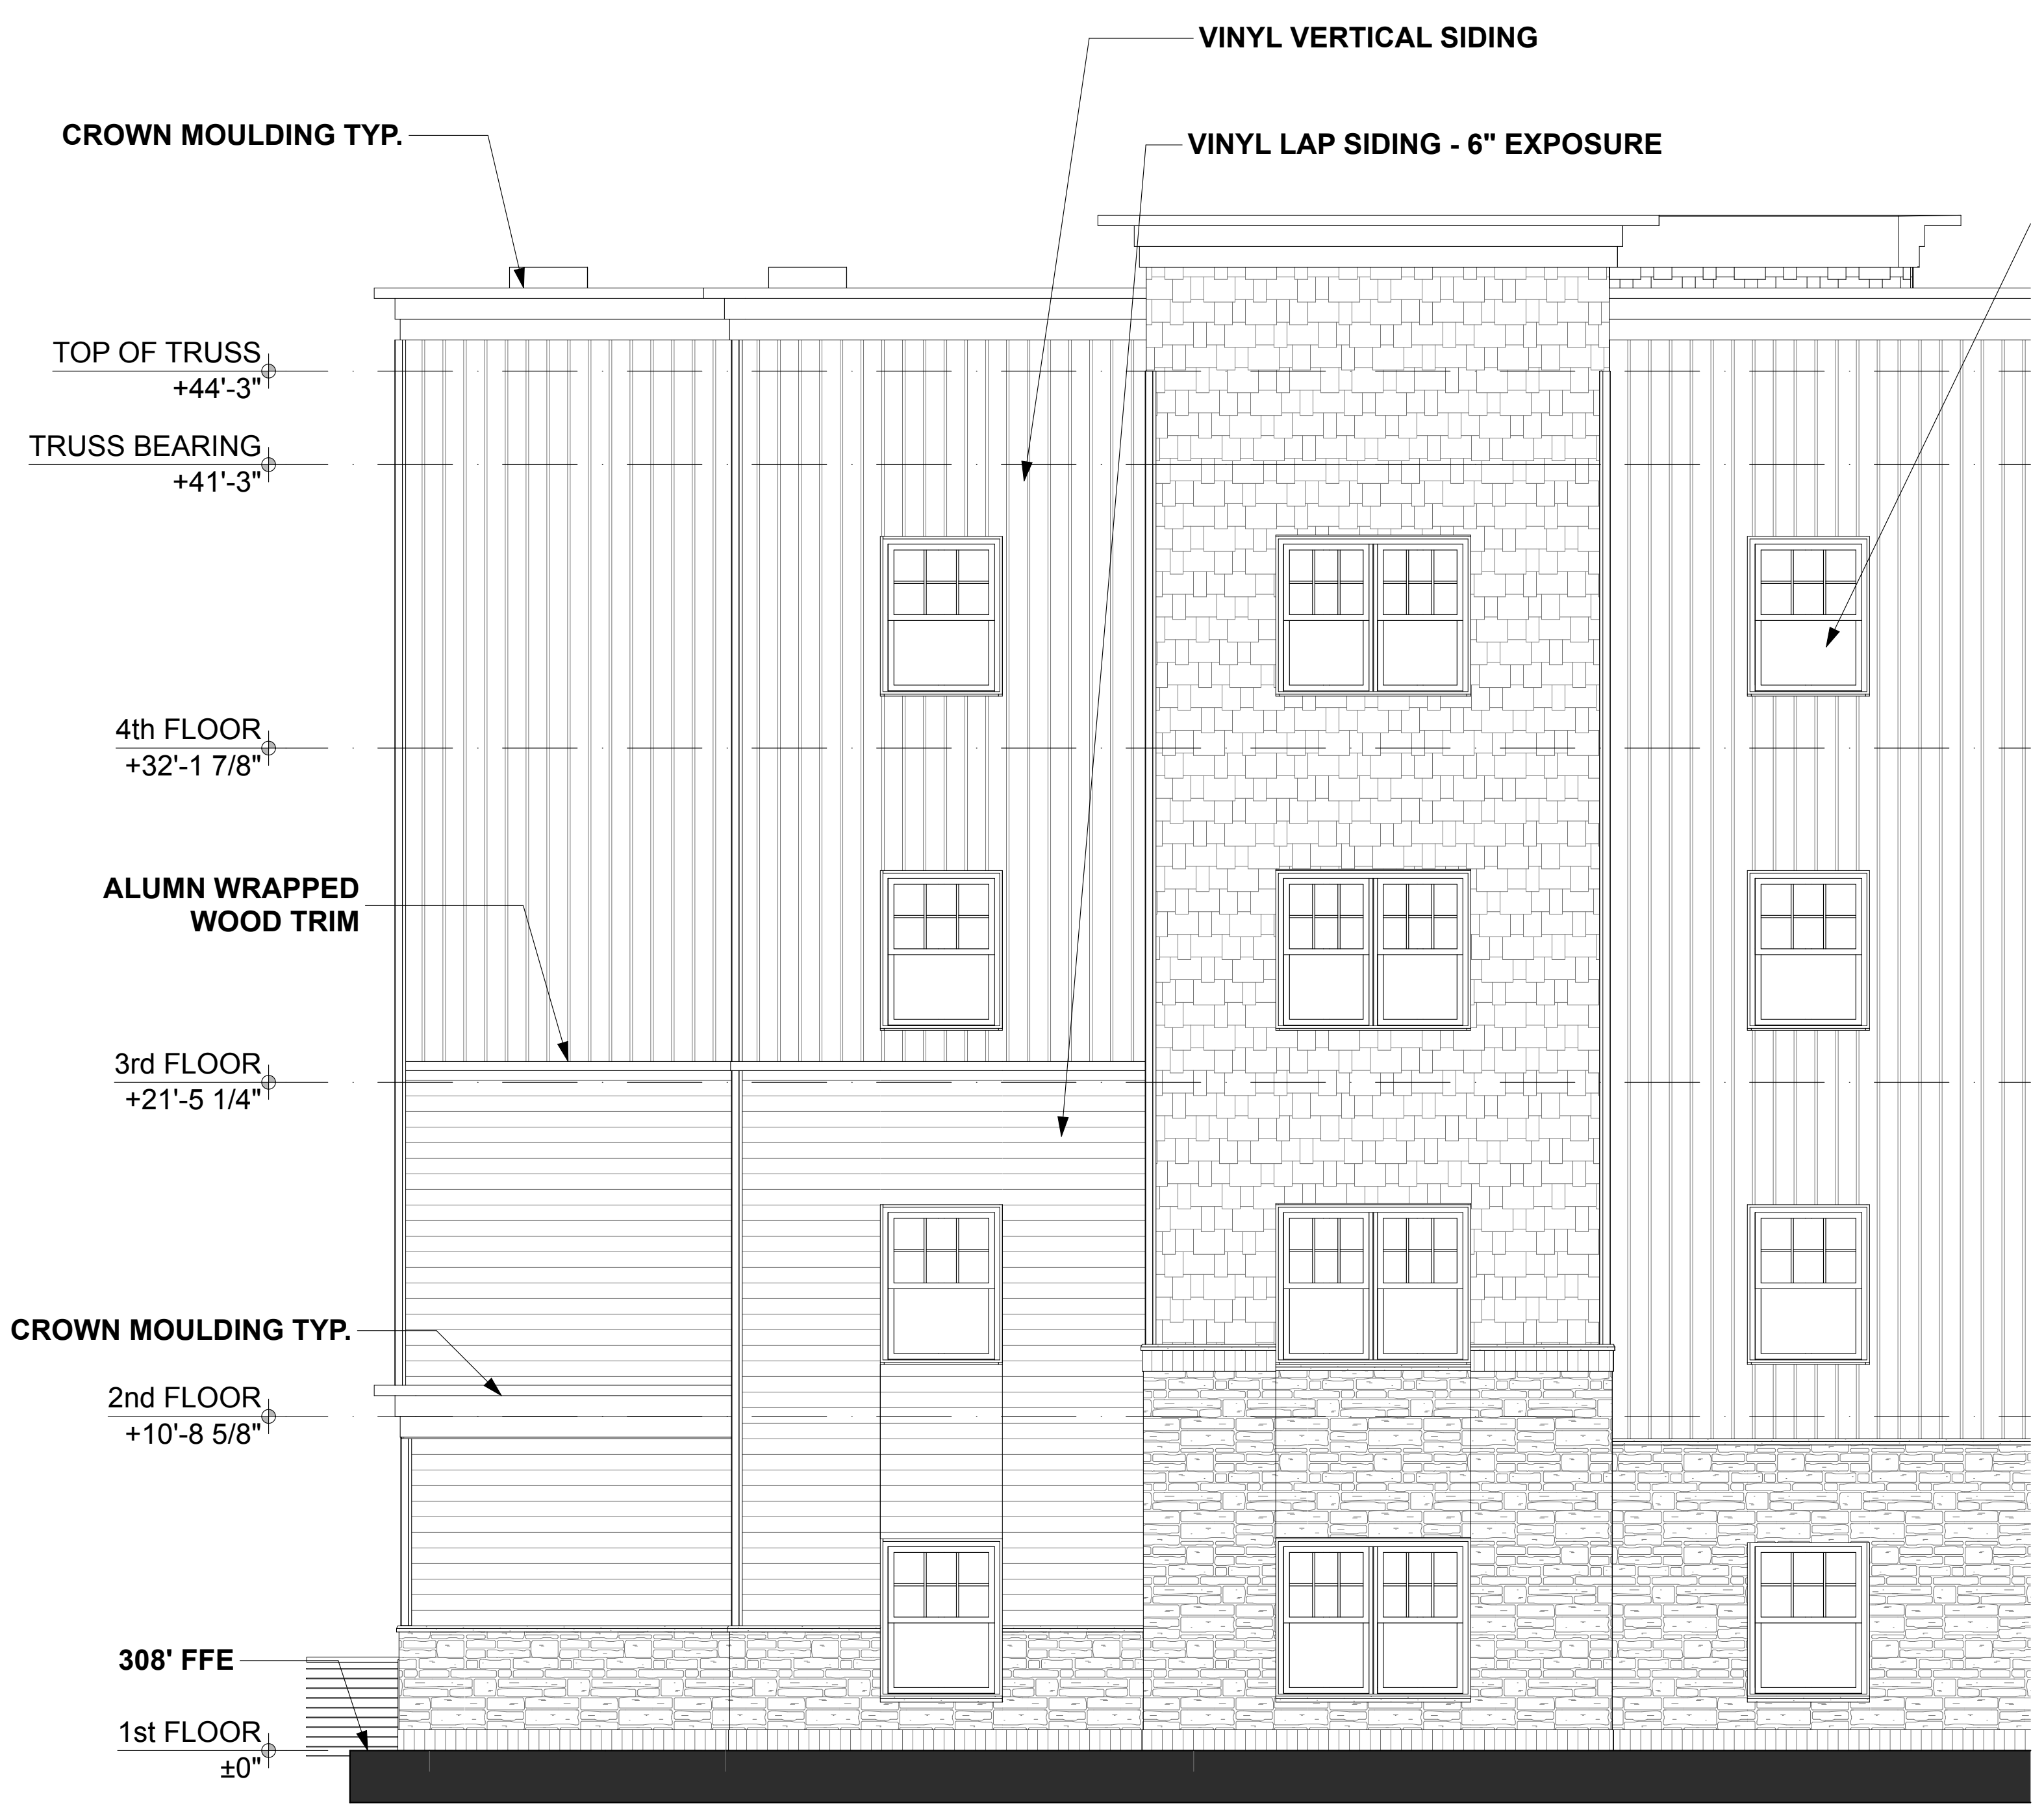 VINYL VERTICAL SIDING
CROWN MOULDING TYP.
VINYL LAP SIDING - 6" EXPOSURE
TOP OF TRUSS
+44'-3"
TRUSS BEARING
+41'-3"
4th FLOOR
+32'-1 7/8"
ALUMN WRAPPED
WOOD TRIM
3rd FLOOR
+21'-5 1/4"
CROWN MOULDING TYP.
2nd FLOOR
+10'-8 5/8"
308' FFE
1st FLOOR
±0"